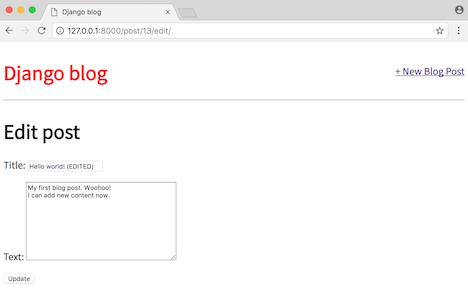 Django blog
127.0.0.1:8000/post/13/edit/
Django blog
+ New Blog Post
Edit post
Title: Hello world! (EDITED)
My first blog post. Woohoo!
I can add new content now.
Text:
Update